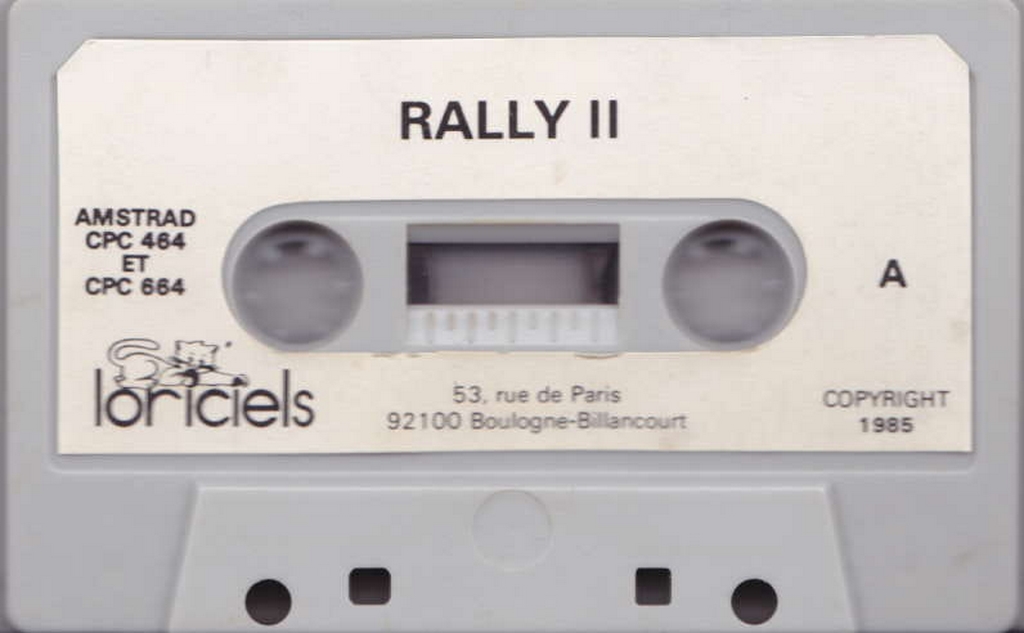 RALLY II
AMSTRAD
CPC 464
ET
CPC 664
A
loriciels
53, rue de Paris
92100 Boulogne-Billancourt
COPYRIGHT
1985